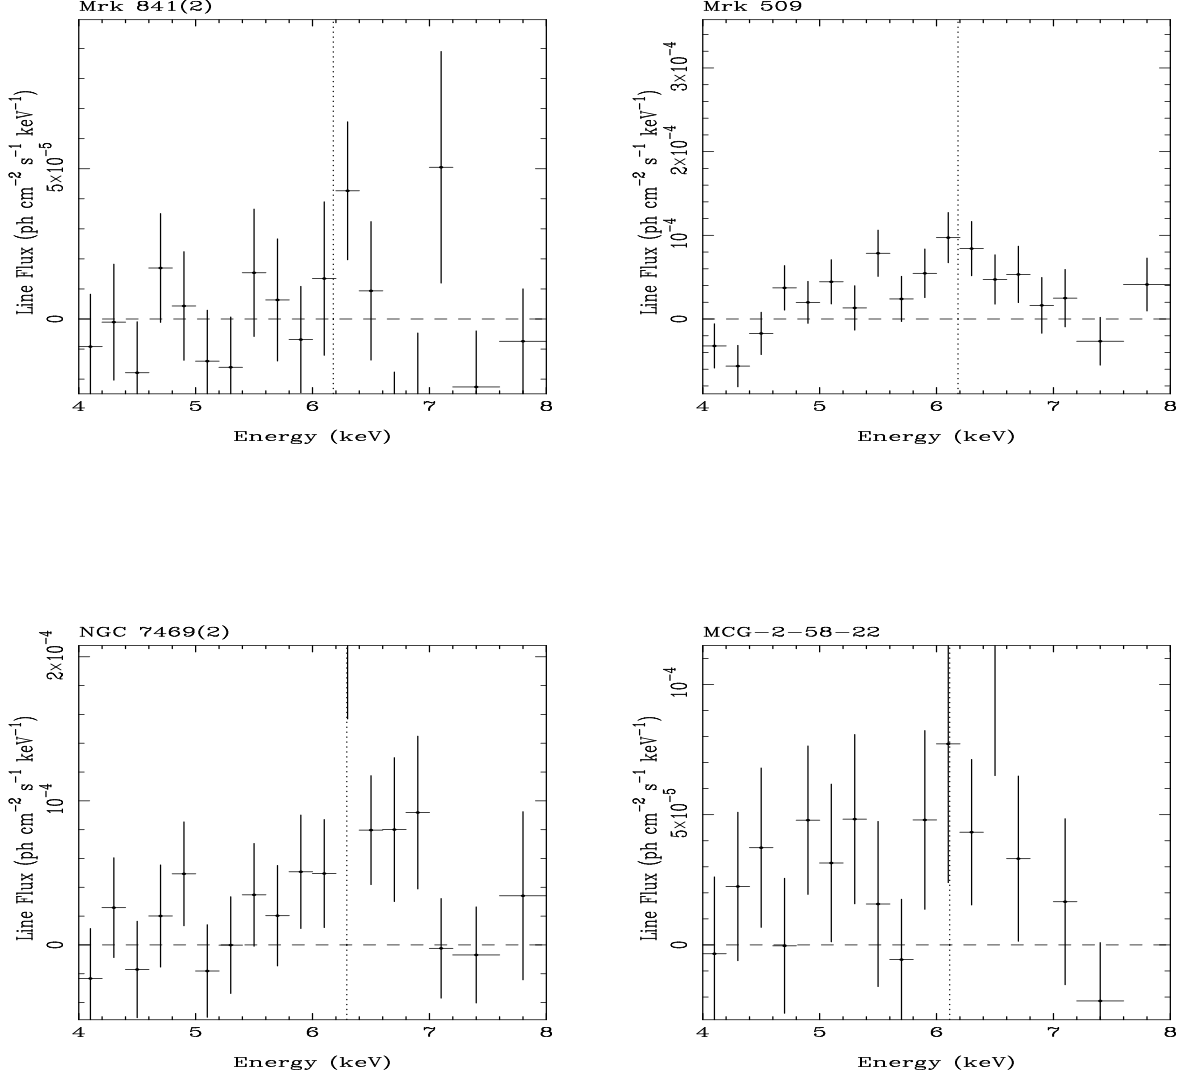 Mrk 841(2)
Line Flux (ph cm⁻² s⁻¹ keV⁻¹)
5×10⁻⁵
0
4 5 6 7 8
Energy (keV)
Mrk 509
Line Flux (ph cm⁻² s⁻¹ keV⁻¹)
3×10⁻⁴
2×10⁻⁴
10⁻⁴
0
4 5 6 7 8
Energy (keV)
NGC 7469(2)
Line Flux (ph cm⁻² s⁻¹ keV⁻¹)
2×10⁻⁴
10⁻⁴
0
4 5 6 7 8
Energy (keV)
MCG−2−58−22
Line Flux (ph cm⁻² s⁻¹ keV⁻¹)
10⁻⁴
5×10⁻⁵
0
4 5 6 7 8
Energy (keV)